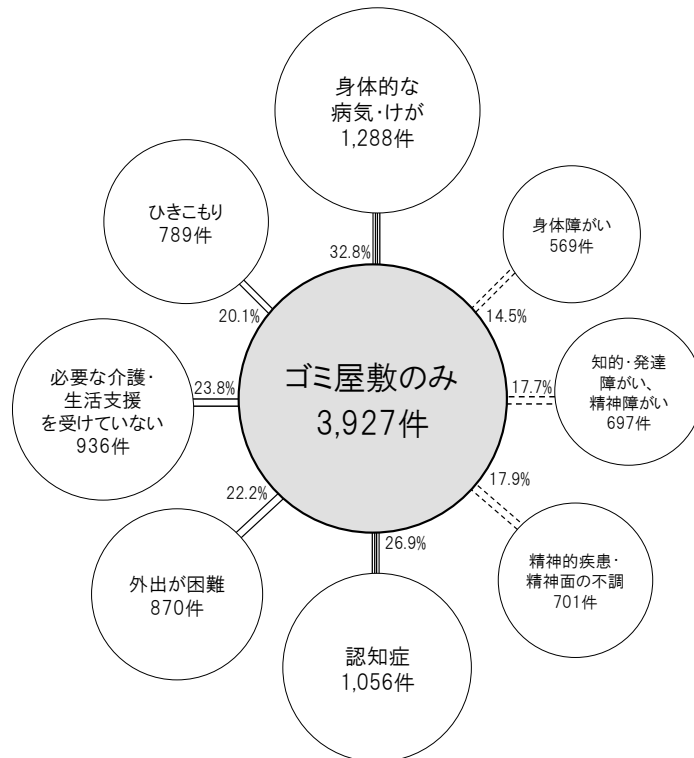 身体的な
病気・けが
1,288件
ひきこもり
789件
身体障がい
569件
32.8%
20.1%
14.5%
ゴミ屋敷のみ
3,927件
必要な介護・
生活支援
を受けていない
936件
23.8%
17.7%
知的・発達
障がい、
精神障がい
697件
22.2%
17.9%
26.9%
外出が困難
870件
精神的疾患・
精神面の不調
701件
認知症
1,056件